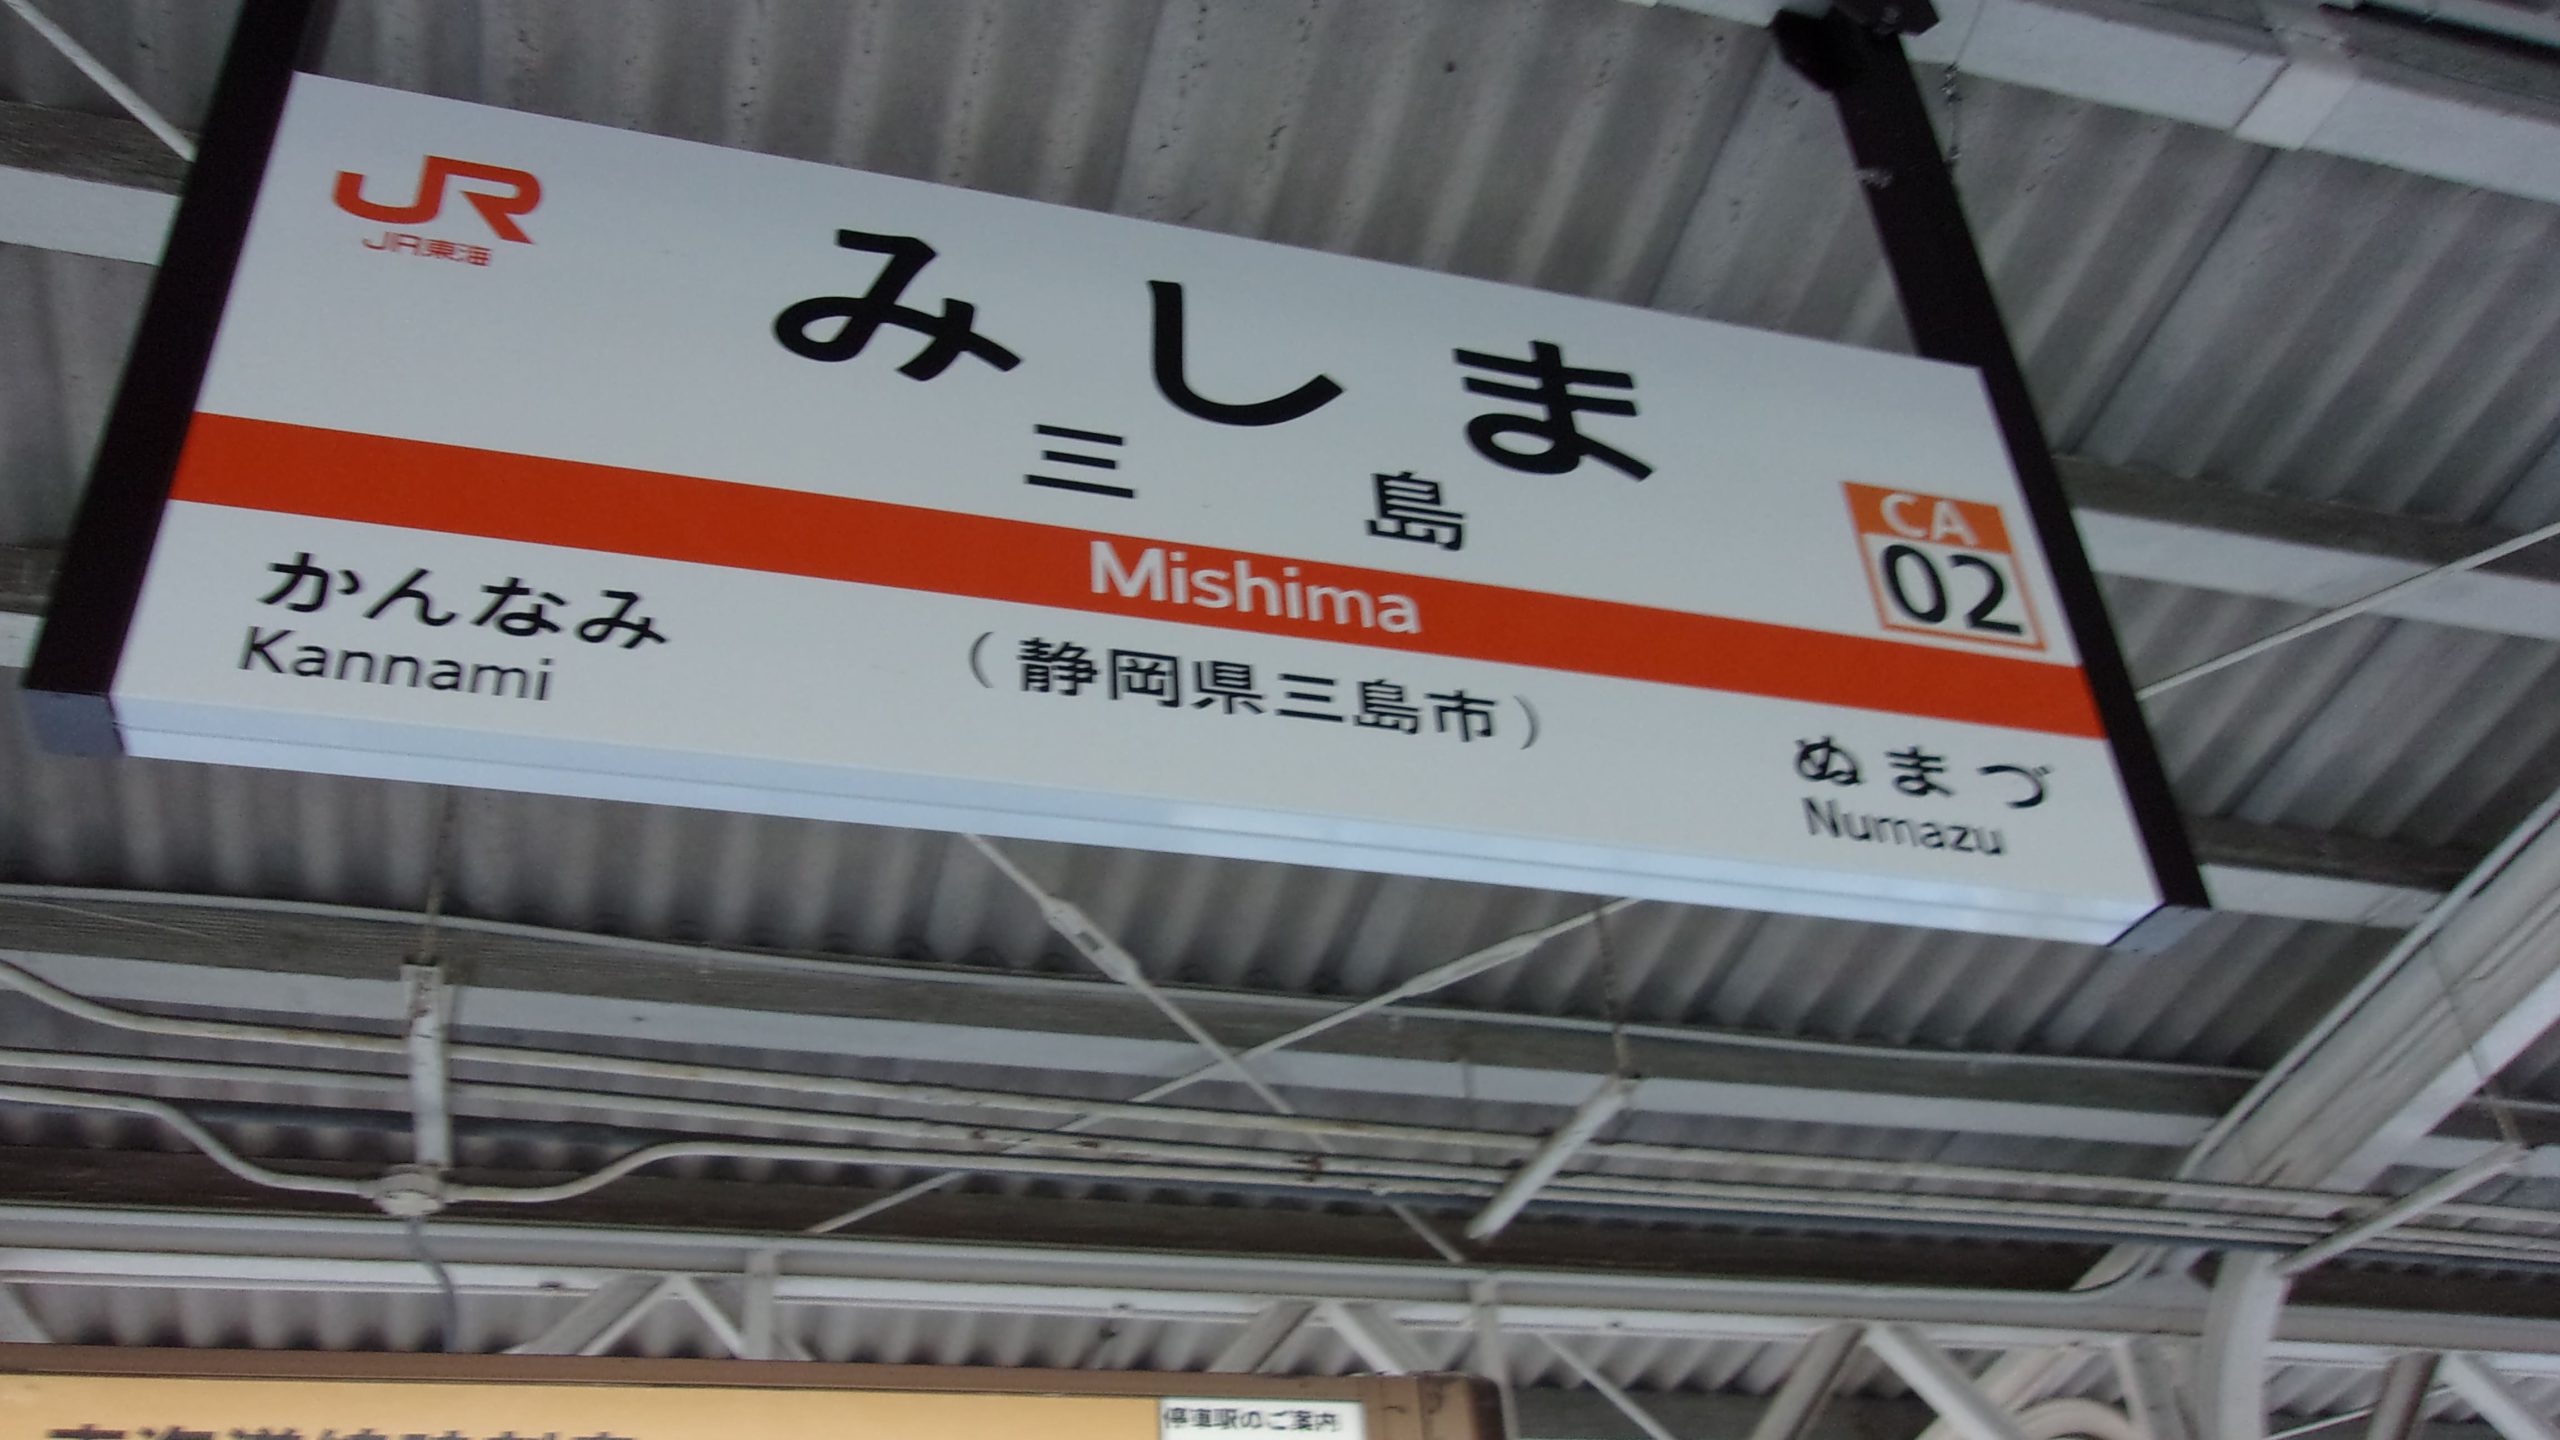 JR
JR東海
みしま
三島
CA
02
Mishima
かんなみ
Kannami
(静岡県三島市)
ぬまづ
Numazu
停車駅のご案内